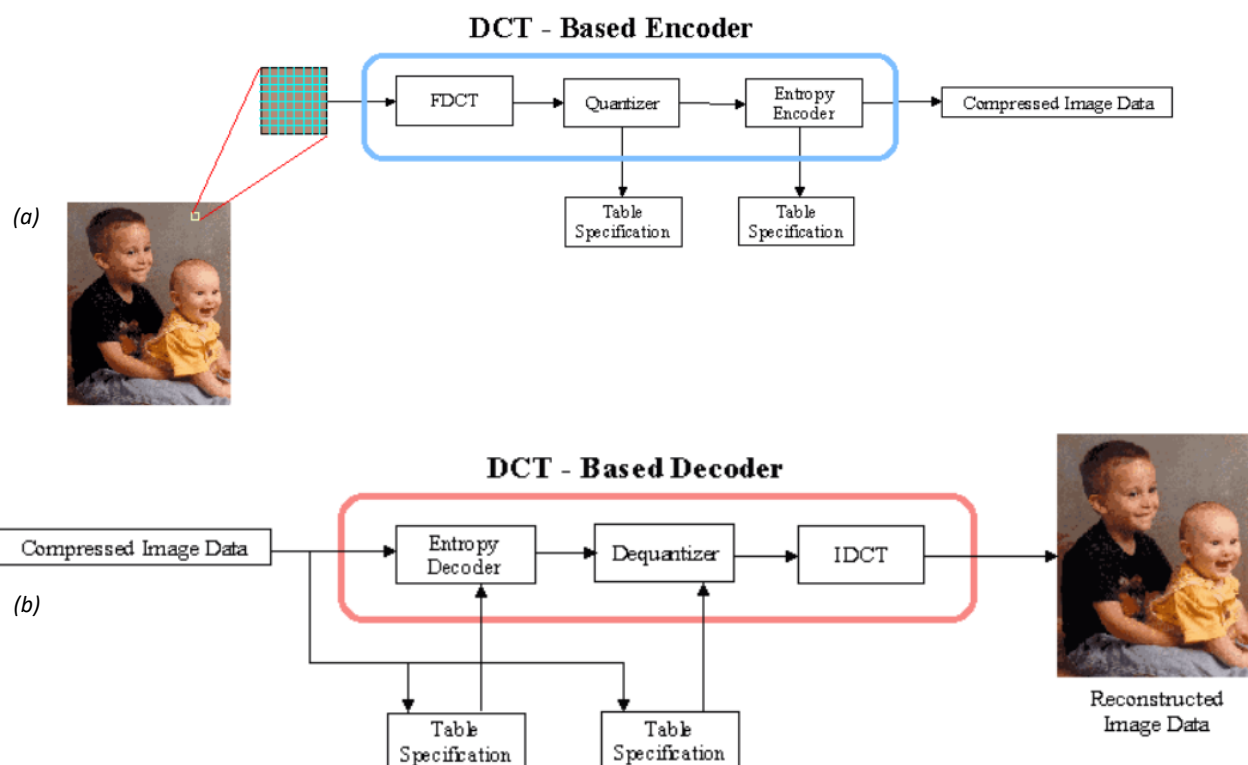 DCT - Based Encoder
FDCT
Quantizer
Entropy
Encoder
Compressed Image Data
Table
Specification
Table
Specification
(a)
DCT - Based Decoder
Compressed Image Data
Entropy
Decoder
Dequantizer
IDCT
(b)
Table
Specification
Table
Specification
Reconstructed
Image Data